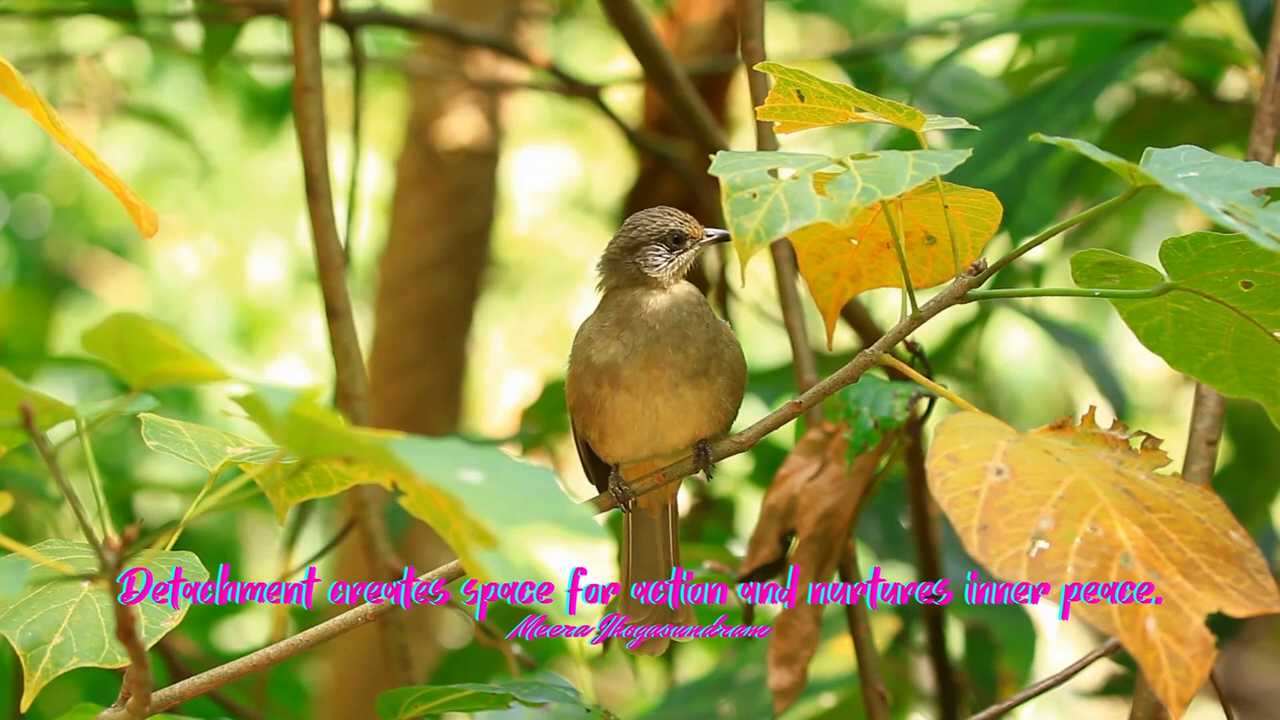 Detachment creates space for action and nurtures inner peace.
Meera Jhogasundram